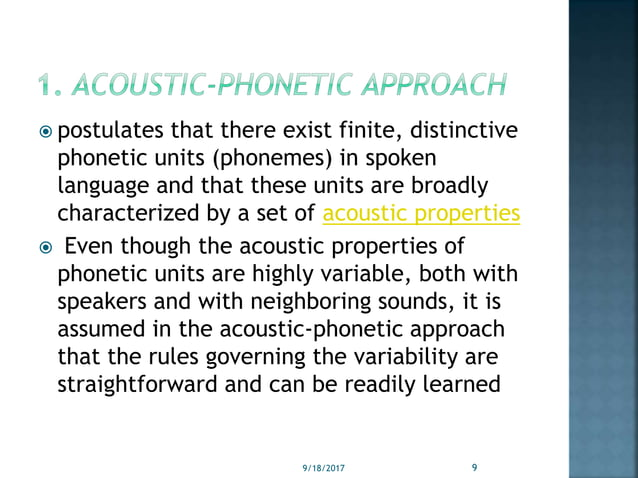 1. ACOUSTIC-PHONETIC APPROACH
postulates that there exist finite, distinctive
phonetic units (phonemes) in spoken
language and that these units are broadly
characterized by a set of acoustic properties
Even though the acoustic properties of
phonetic units are highly variable, both with
speakers and with neighboring sounds, it is
assumed in the acoustic-phonetic approach
that the rules governing the variability are
straightforward and can be readily learned
9/18/2017
9